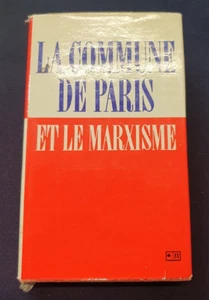 LA COMMUNE
DE PARIS
ET LE MARXISME